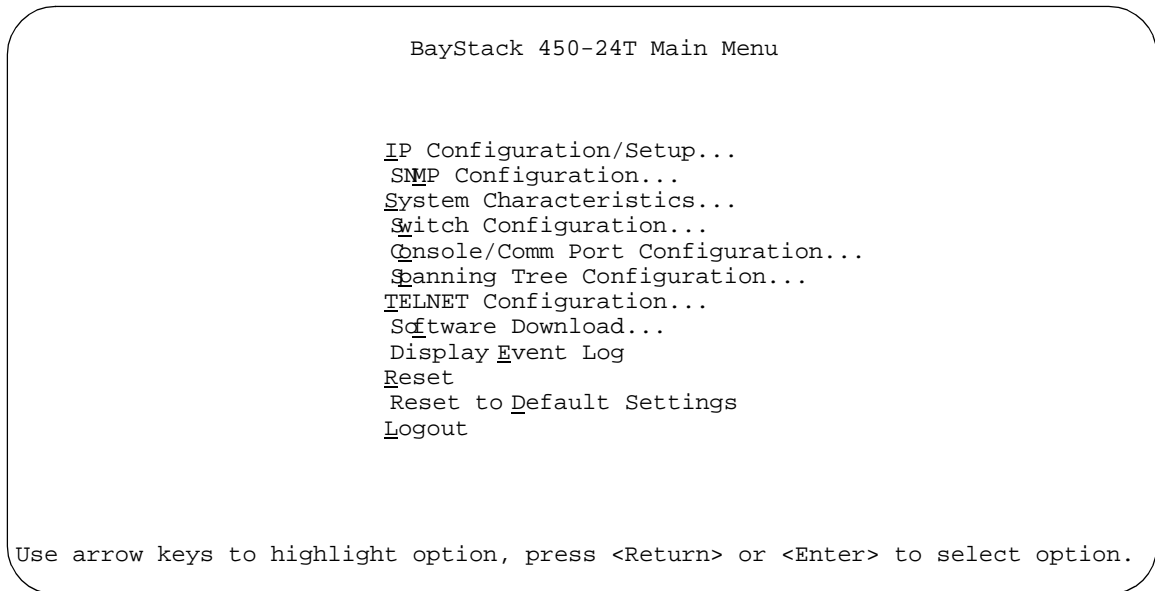 BayStack 450-24T Main Menu
IP Configuration/Setup...
SNMP Configuration...
System Characteristics...
Switch Configuration...
Console/Comm Port Configuration...
Spanning Tree Configuration...
TELNET Configuration...
Software Download...
Display Event Log
Reset
Reset to Default Settings
Logout
Use arrow keys to highlight option, press <Return> or <Enter> to select option.